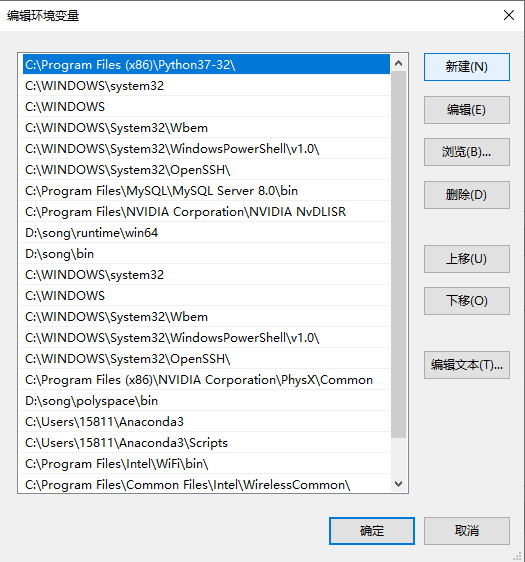 编辑环境变量
C:\Program Files (x86)\Python37-32\
C:\WINDOWS\system32
C:\WINDOWS
C:\WINDOWS\System32\Wbem
C:\WINDOWS\System32\WindowsPowerShell\v1.0\
C:\WINDOWS\System32\OpenSSH\
C:\Program Files\MySQL\MySQL Server 8.0\bin
C:\Program Files\NVIDIA Corporation\NVIDIA NvDLISR
D:\song\runtime\win64
D:\song\bin
C:\WINDOWS\system32
C:\WINDOWS
C:\WINDOWS\System32\Wbem
C:\WINDOWS\System32\WindowsPowerShell\v1.0\
C:\WINDOWS\System32\OpenSSH\
C:\Program Files (x86)\NVIDIA Corporation\PhysX\Common
D:\song\polyspace\bin
C:\Users\15811\Anaconda3
C:\Users\15811\Anaconda3\Scripts
C:\Program Files\Intel\WiFi\bin\
C:\Program Files\Common Files\Intel\WirelessCommon\
新建(N)
编辑(E)
浏览(B)...
删除(D)
上移(U)
下移(O)
编辑文本(T)...
确定
取消